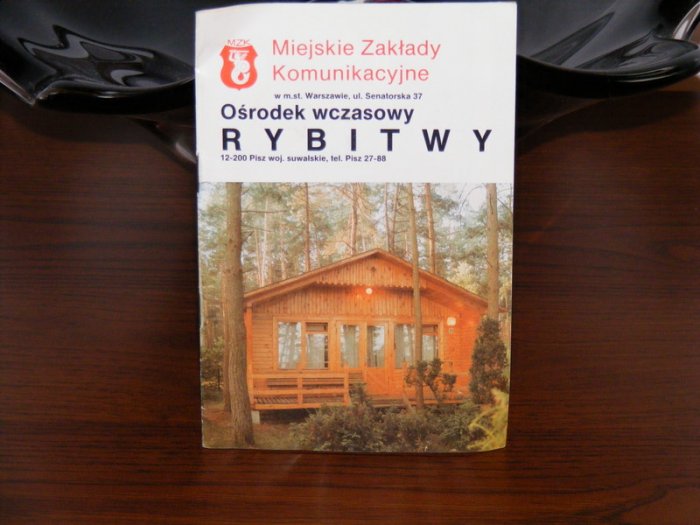 MZK
Miejskie Zakłady
Komunikacyjne
w m.st. Warszawie, ul. Senatorska 37
Ośrodek wczasowy
RYBITWY
12-200 Pisz woj. suwalskie, tel. Pisz 27-88